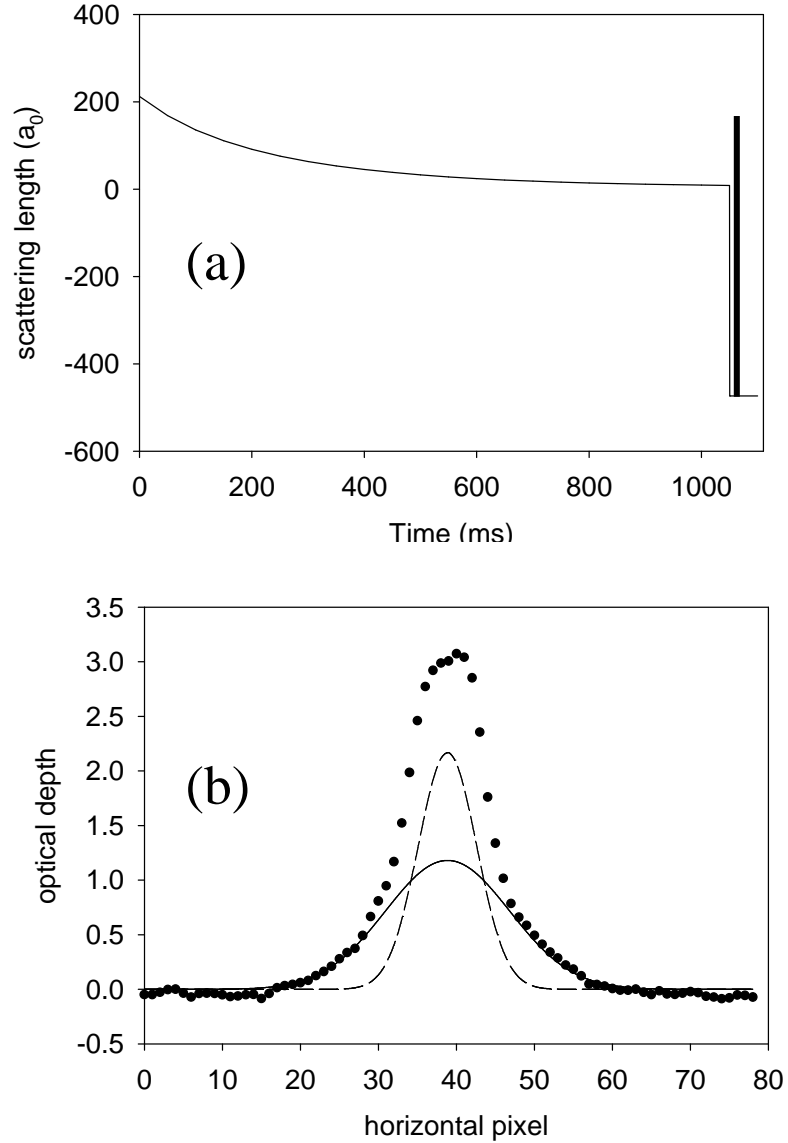 400
200
0
-200
-400
-600
scattering length (a0)
(a)
0 200 400 600 800 1000
Time (ms)
3.5
3.0
2.5
2.0
1.5
1.0
0.5
0.0
-0.5
optical depth
(b)
0 10 20 30 40 50 60 70 80
horizontal pixel